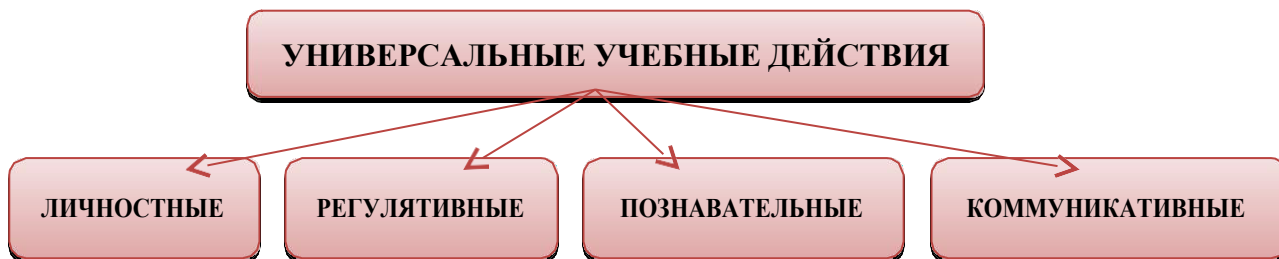 УНИВЕРСАЛЬНЫЕ УЧЕБНЫЕ ДЕЙСТВИЯ
ЛИЧНОСТНЫЕ
РЕГУЛЯТИВНЫЕ
ПОЗНАВАТЕЛЬНЫЕ
КОММУНИКАТИВНЫЕ